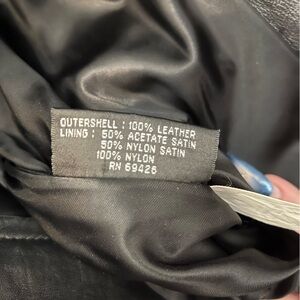 OUTERSHELL : 100% LEATHER
LINING : 50% ACETATE SATIN
50% NYLON SATIN
100% NYLON
RN 69426